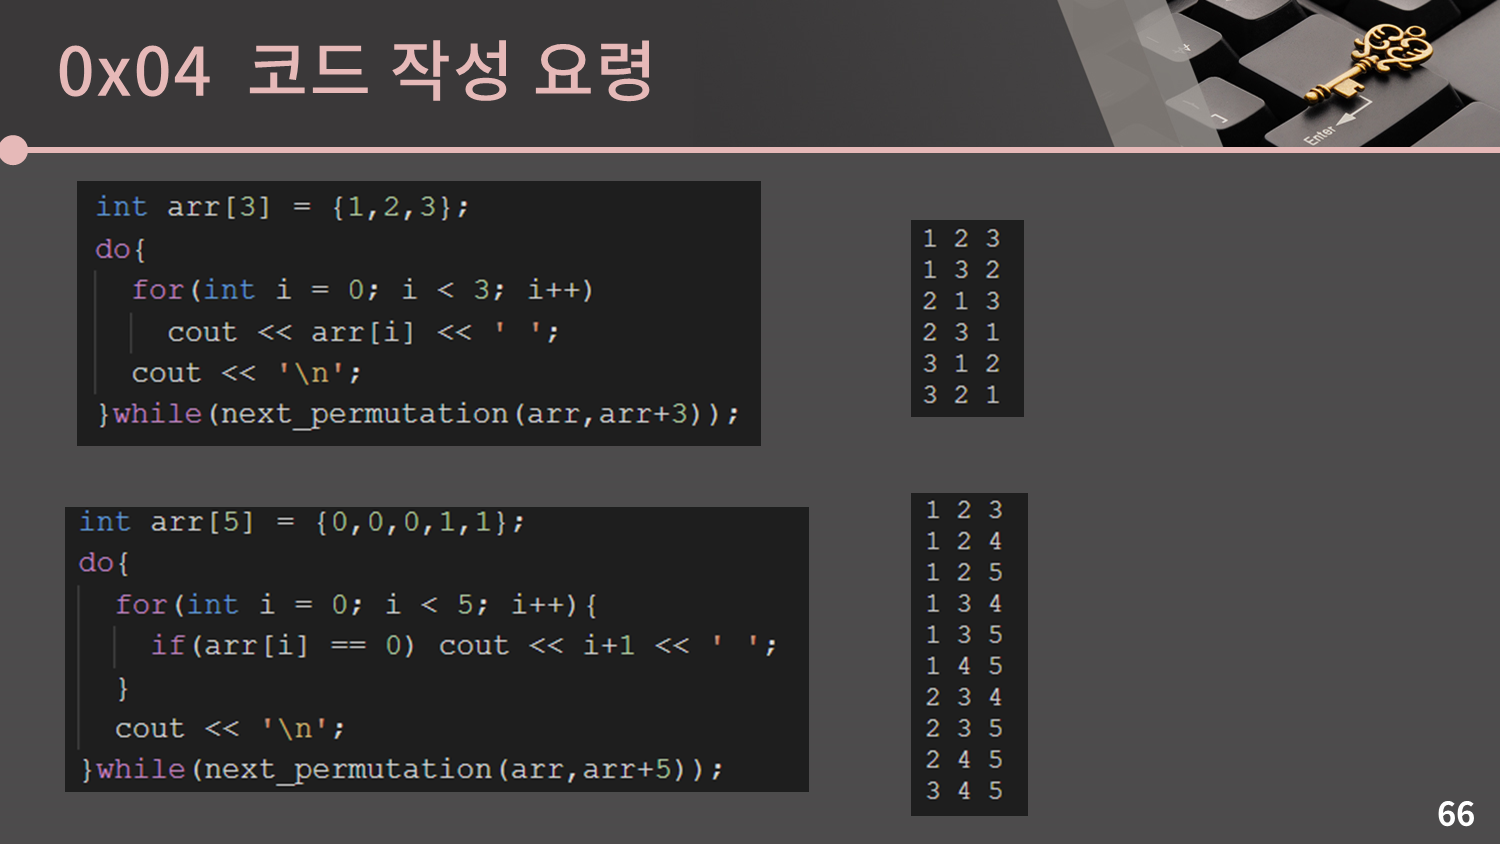 0x04 코드 작성 요령
Enter
int arr[3] = {1,2,3};
do{
for(int i = 0; i < 3; i++)
cout << arr[i] << ' ';
cout << '\n';
}while(next_permutation(arr,arr+3));
1 2 3
1 3 2
2 1 3
2 3 1
3 1 2
3 2 1
int arr[5] = {0,0,0,1,1};
do{
for(int i = 0; i < 5; i++){
if(arr[i] == 0) cout << i+1 << ' ';
}
cout << '\n';
}while(next_permutation(arr,arr+5));
1 2 3
1 2 4
1 2 5
1 3 4
1 3 5
1 4 5
2 3 4
2 3 5
2 4 5
3 4 5
66